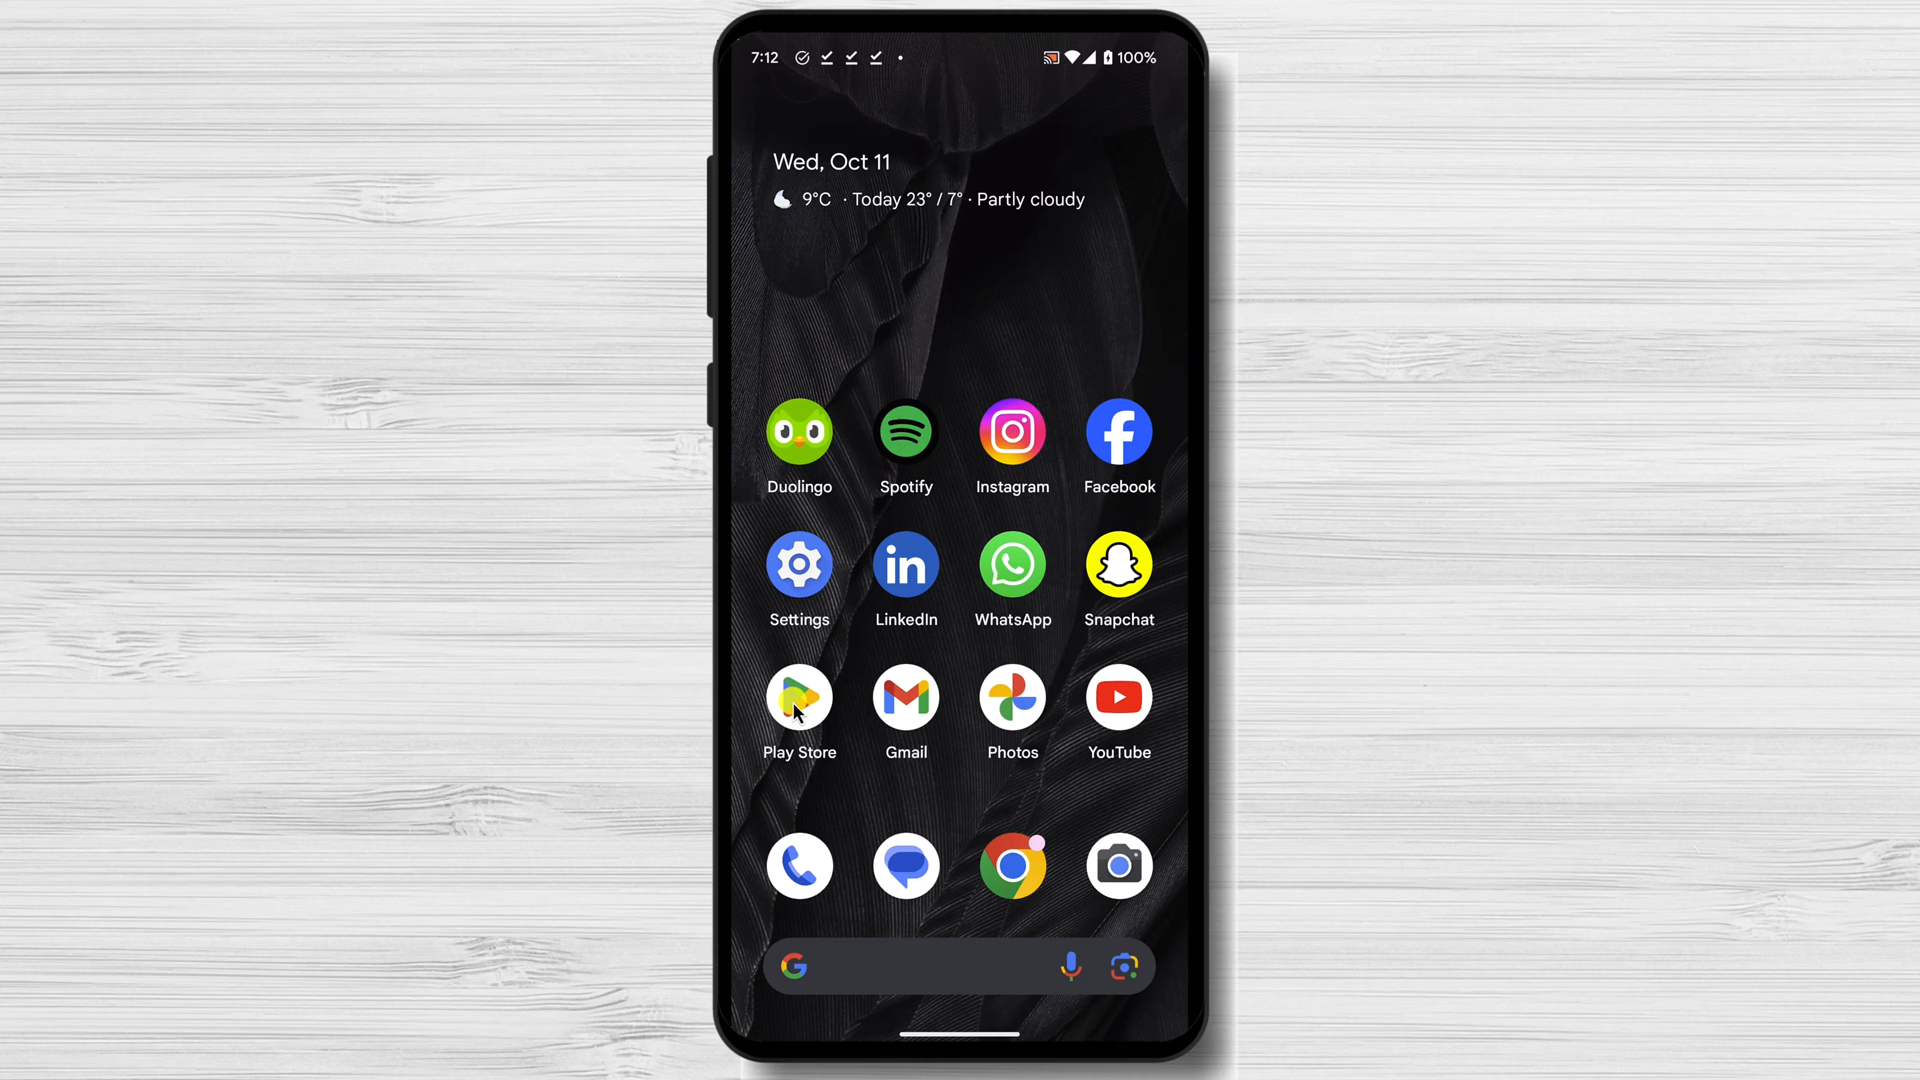 7:12 100%
Wed, Oct 11
9°C · Today 23° / 7° · Partly cloudy
Duolingo Spotify Instagram Facebook
Settings LinkedIn WhatsApp Snapchat
Play Store Gmail Photos YouTube